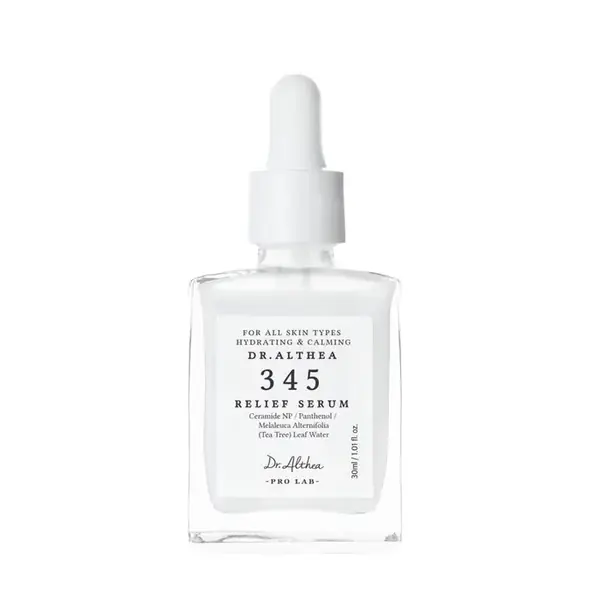 FOR ALL SKIN TYPES
HYDRATING & CALMING
DR.ALTHEA
345
RELIEF SERUM
Ceramide NP / Panthenol /
Melaleuca Alternifolia
(Tea Tree) Leaf Water
Dr. Althea
-PRO LAB-
30ml / 1.01 fl. oz.